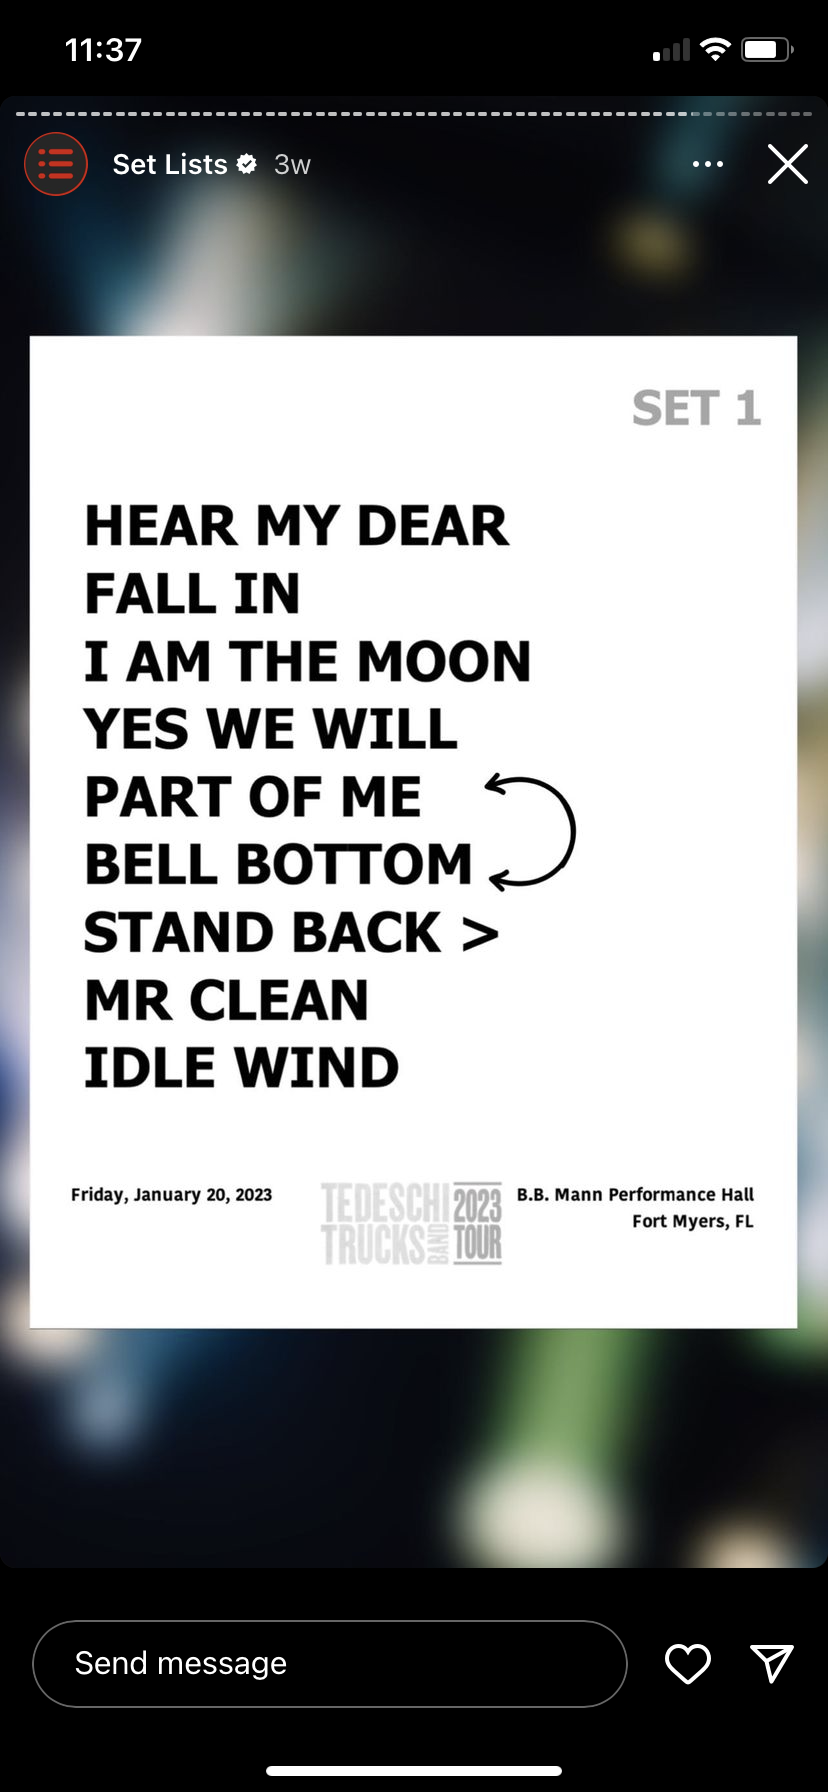 11:37
Set Lists 3w
SET 1
HEAR MY DEAR
FALL IN
I AM THE MOON
YES WE WILL
PART OF ME
BELL BOTTOM
STAND BACK >
MR CLEAN
IDLE WIND
Friday, January 20, 2023
TEDESCHI
TRUCKS BAND
2023
TOUR
B.B. Mann Performance Hall
Fort Myers, FL
Send message